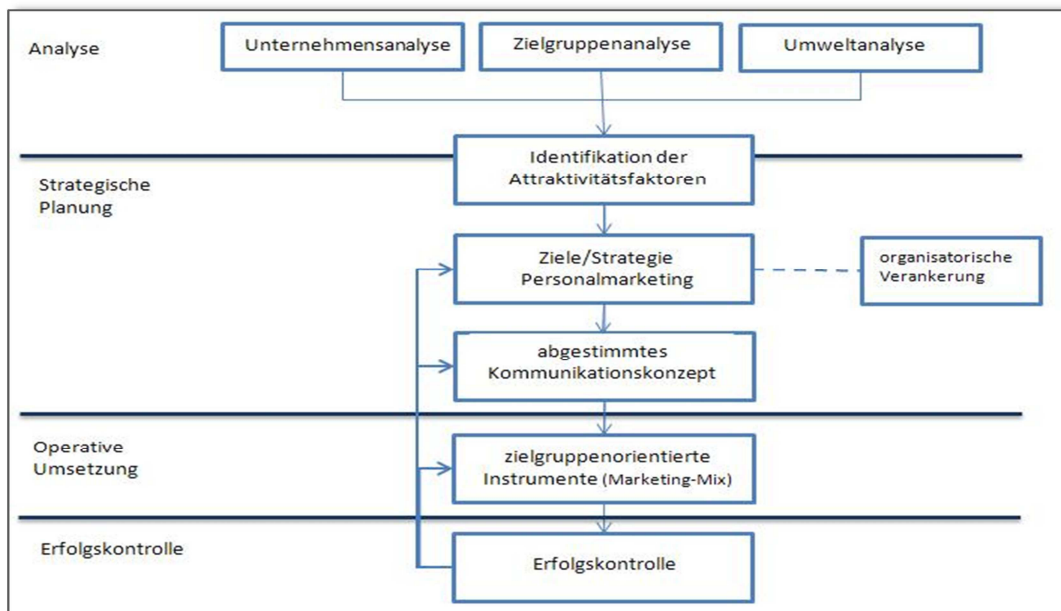 Analyse
Unternehmensanalyse
Zielgruppenanalyse
Umweltanalyse
Identifikation der
Attraktivitätsfaktoren
Strategische
Planung
Ziele/Strategie
Personalmarketing
organisatorische
Verankerung
abgestimmtes
Kommunikationskonzept
Operative
Umsetzung
zielgruppenorientierte
Instrumente (Marketing-Mix)
Erfolgskontrolle
Erfolgskontrolle